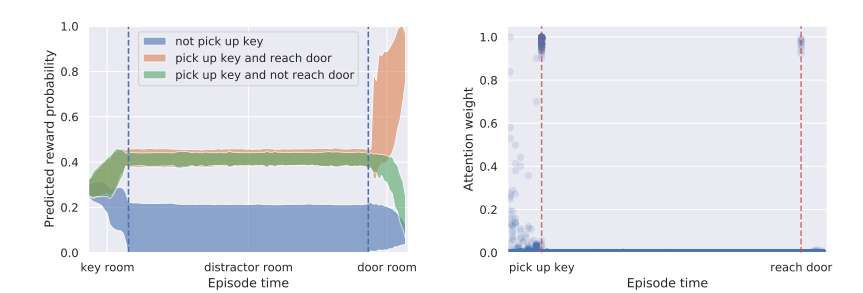 Predicted reward probability
1.0
0.8
0.6
0.4
0.2
0.0
not pick up key
pick up key and reach door
pick up key and not reach door
key room
distractor room
door room
Episode time
Attention weight
1.0
0.8
0.6
0.4
0.2
0.0
pick up key
reach door
Episode time